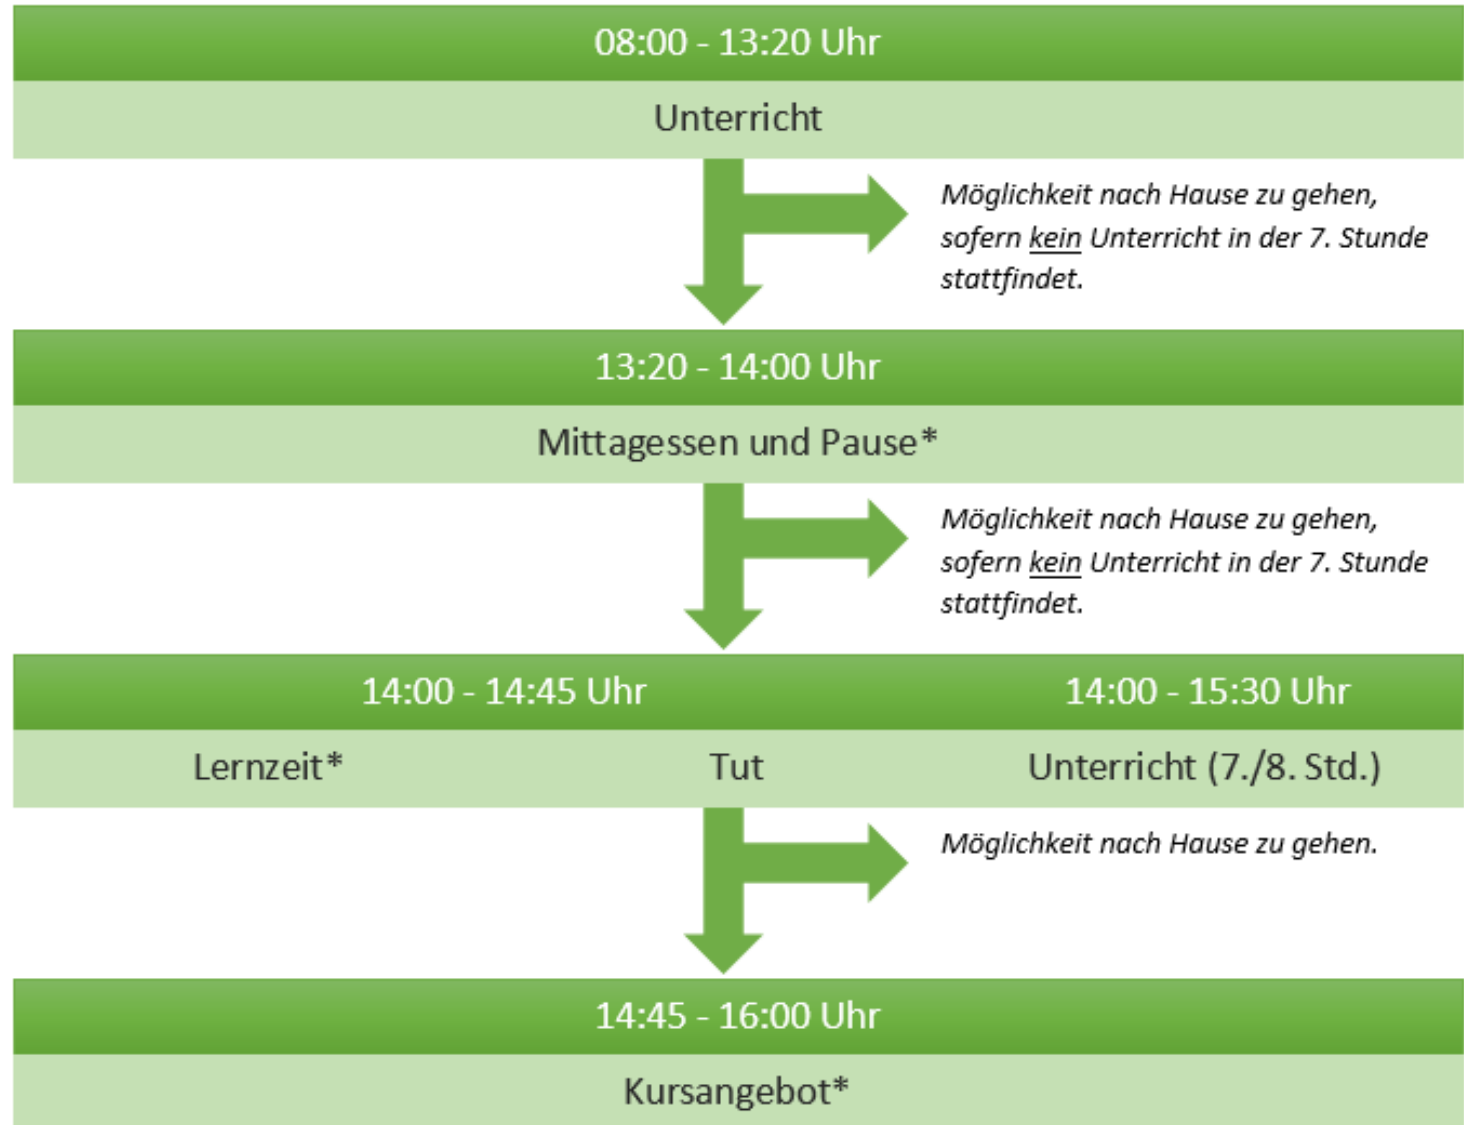 08:00 - 13:20 Uhr
Unterricht
Möglichkeit nach Hause zu gehen,
sofern kein Unterricht in der 7. Stunde
stattfindet.
13:20 - 14:00 Uhr
Mittagessen und Pause*
Möglichkeit nach Hause zu gehen,
sofern kein Unterricht in der 7. Stunde
stattfindet.
14:00 - 14:45 Uhr 14:00 - 15:30 Uhr
Lernzeit* Tut Unterricht (7./8. Std.)
Möglichkeit nach Hause zu gehen.
14:45 - 16:00 Uhr
Kursangebot*